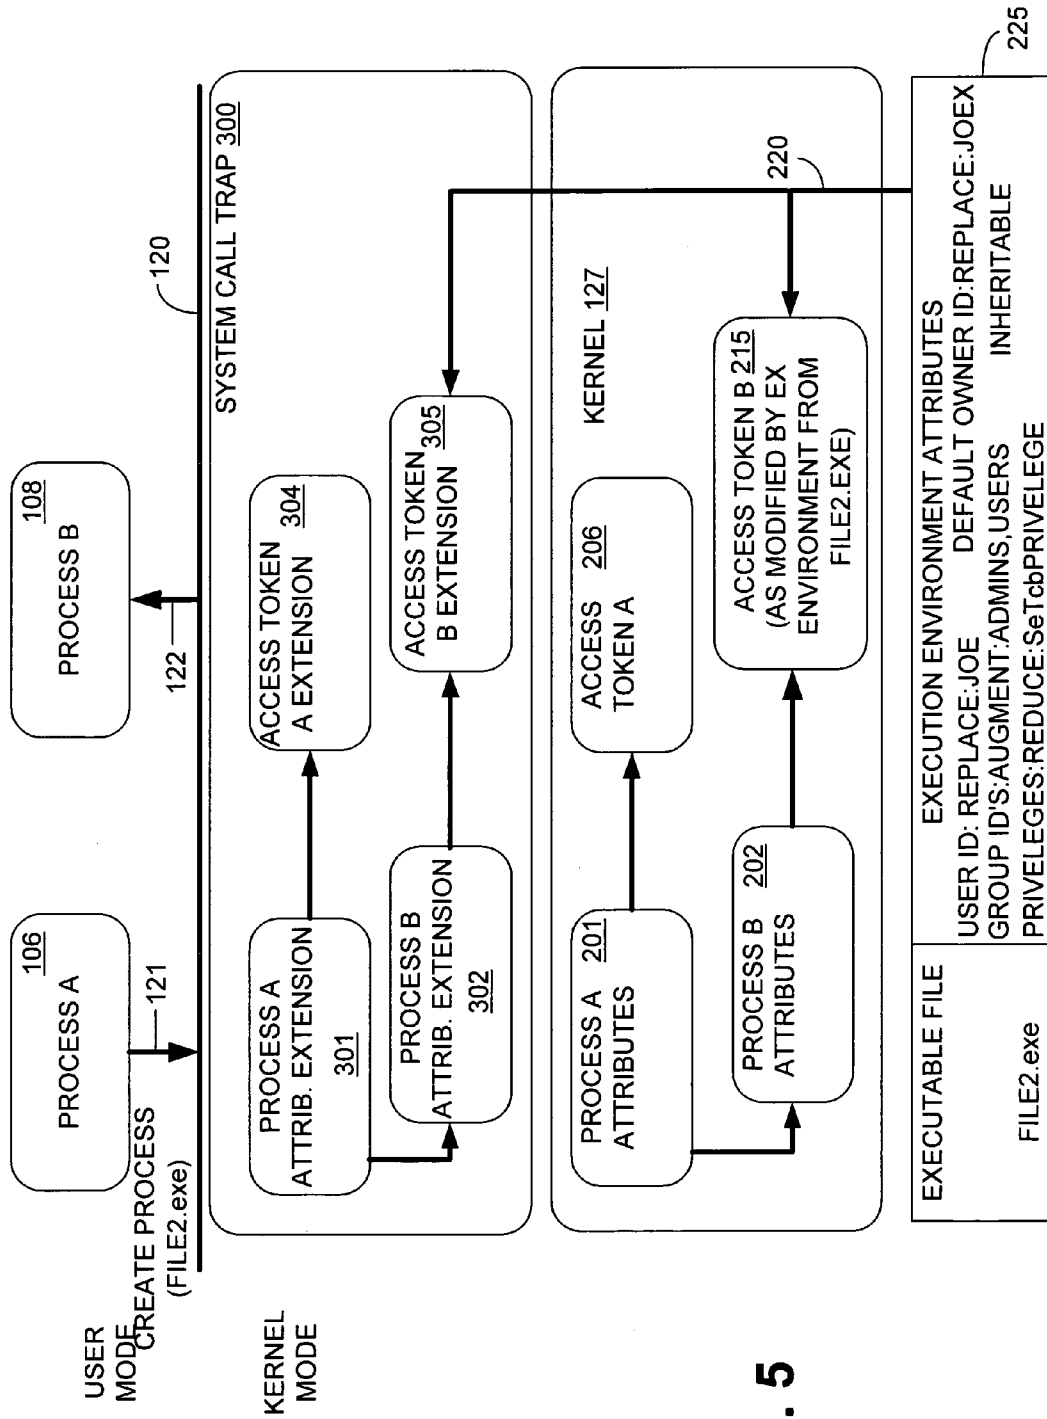 USER
MODE
CREATE PROCESS
(FILE2.exe)
121
PROCESS A
106
PROCESS B
108
122
120
KERNEL
MODE
SYSTEM CALL TRAP 300
PROCESS A
ATTRIB. EXTENSION
301
ACCESS TOKEN
A EXTENSION
304
PROCESS B
ATTRIB. EXTENSION
302
ACCESS TOKEN
B EXTENSION
305
KERNEL 127
PROCESS A
ATTRIBUTES
201
ACCESS
TOKEN A
206
PROCESS B
ATTRIBUTES
202
ACCESS TOKEN B 215
(AS MODIFIED BY EX
ENVIRONMENT FROM
FILE2.EXE)
220
225
EXECUTABLE FILE
FILE2.exe
EXECUTION ENVIRONMENT ATTRIBUTES
USER ID: REPLACE:JOE DEFAULT OWNER ID:REPLACE:JOEX
GROUP ID'S:AUGMENT:ADMINS,USERS INHERITABLE
PRIVELEGES:REDUCE:SeTcbPRIVELEGE
. 5